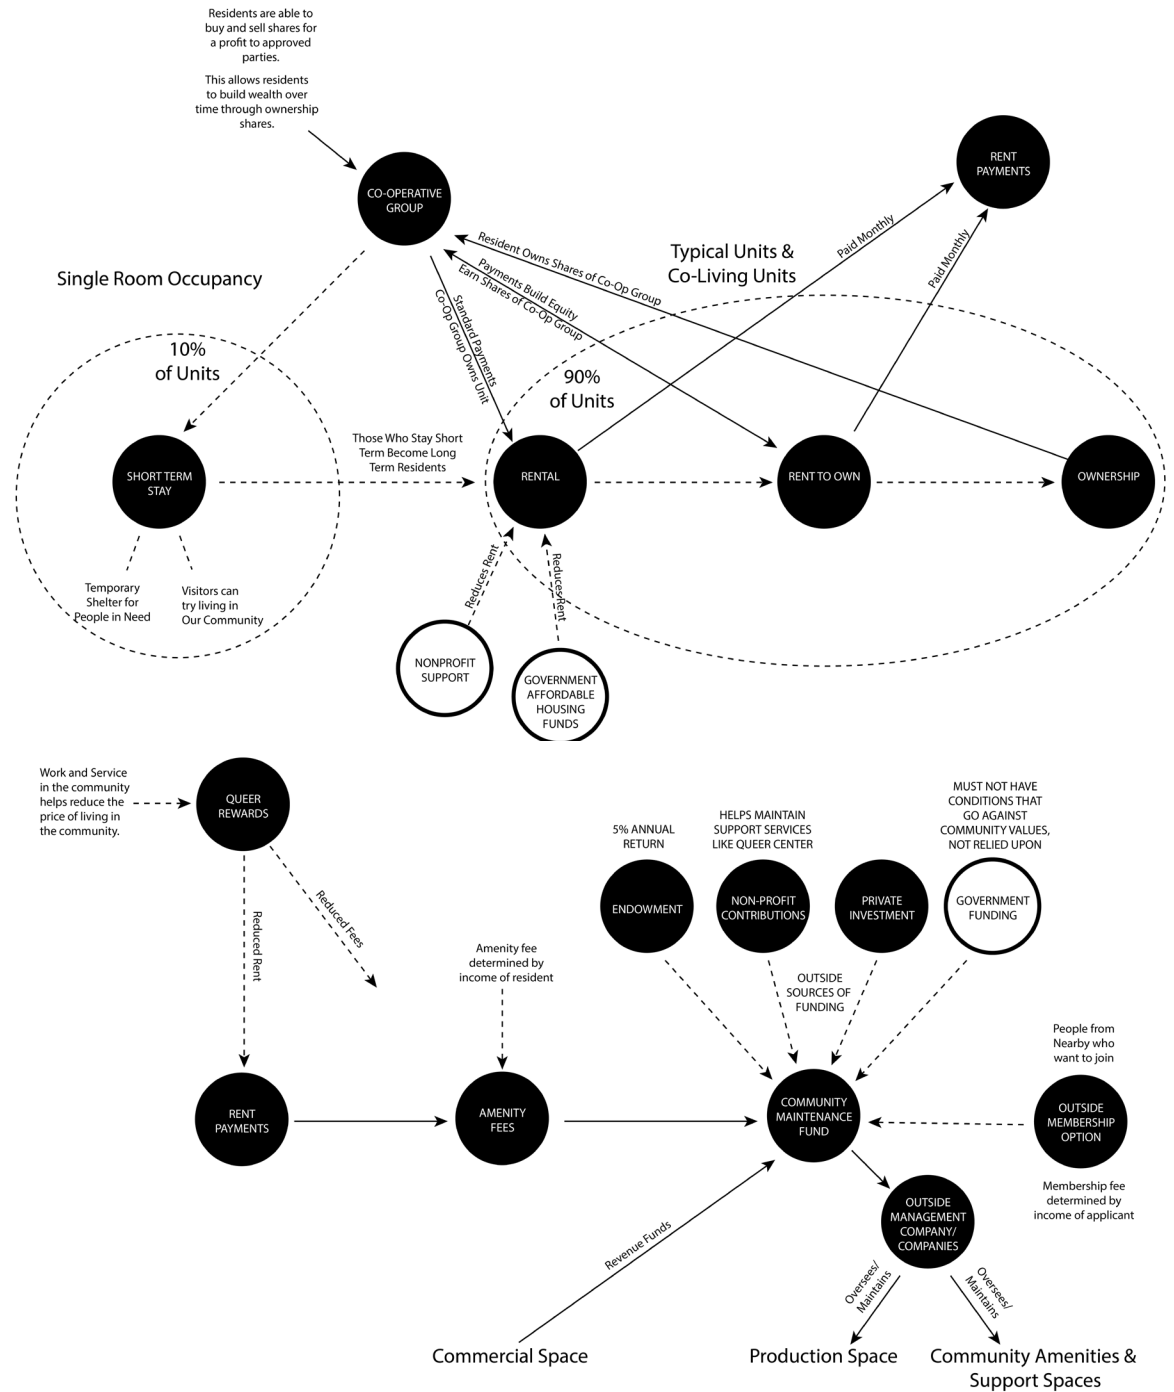 Residents are able to
buy and sell shares for
a profit to approved
parties.
This allows residents
to build wealth over
time through ownership
shares.
CO-OPERATIVE
GROUP
RENT
PAYMENTS
Single Room Occupancy
Typical Units &
Co-Living Units
Paid Monthly
Paid Monthly
Resident Owns Shares of Co-Op Group
Payments Build Equity
Earn Shares of Co-Op Group
Standard Payments
Co-Op Group Owns Unit
10%
of Units
90%
of Units
Those Who Stay Short
Term Become Long
Term Residents
SHORT TERM
STAY
RENTAL
RENT TO OWN
OWNERSHIP
Temporary
Shelter for
People in Need
Visitors can
try living in
Our Community
Reduces Rent
Reduces Rent
NONPROFIT
SUPPORT
GOVERNMENT
AFFORDABLE
HOUSING
FUNDS
Work and Service
in the community
helps reduce the
price of living in
the community.
QUEER
REWARDS
Reduced Rent
Reduced Fees
5% ANNUAL
RETURN
HELPS MAINTAIN
SUPPORT SERVICES
LIKE QUEER CENTER
MUST NOT HAVE
CONDITIONS THAT
GO AGAINST
COMMUNITY VALUES,
NOT RELIED UPON
ENDOWMENT
NON-PROFIT
CONTRIBUTIONS
PRIVATE
INVESTMENT
GOVERNMENT
FUNDING
Amenity fee
determined by
income of resident
OUTSIDE
SOURCES OF
FUNDING
People from
Nearby who
want to join
RENT
PAYMENTS
AMENITY
FEES
COMMUNITY
MAINTENANCE
FUND
OUTSIDE
MEMBERSHIP
OPTION
Membership fee
determined by
income of applicant
OUTSIDE
MANAGEMENT
COMPANY/
COMPANIES
Revenue Funds
Oversees/
Maintains
Oversees/
Maintains
Commercial Space
Production Space
Community Amenities &
Support Spaces